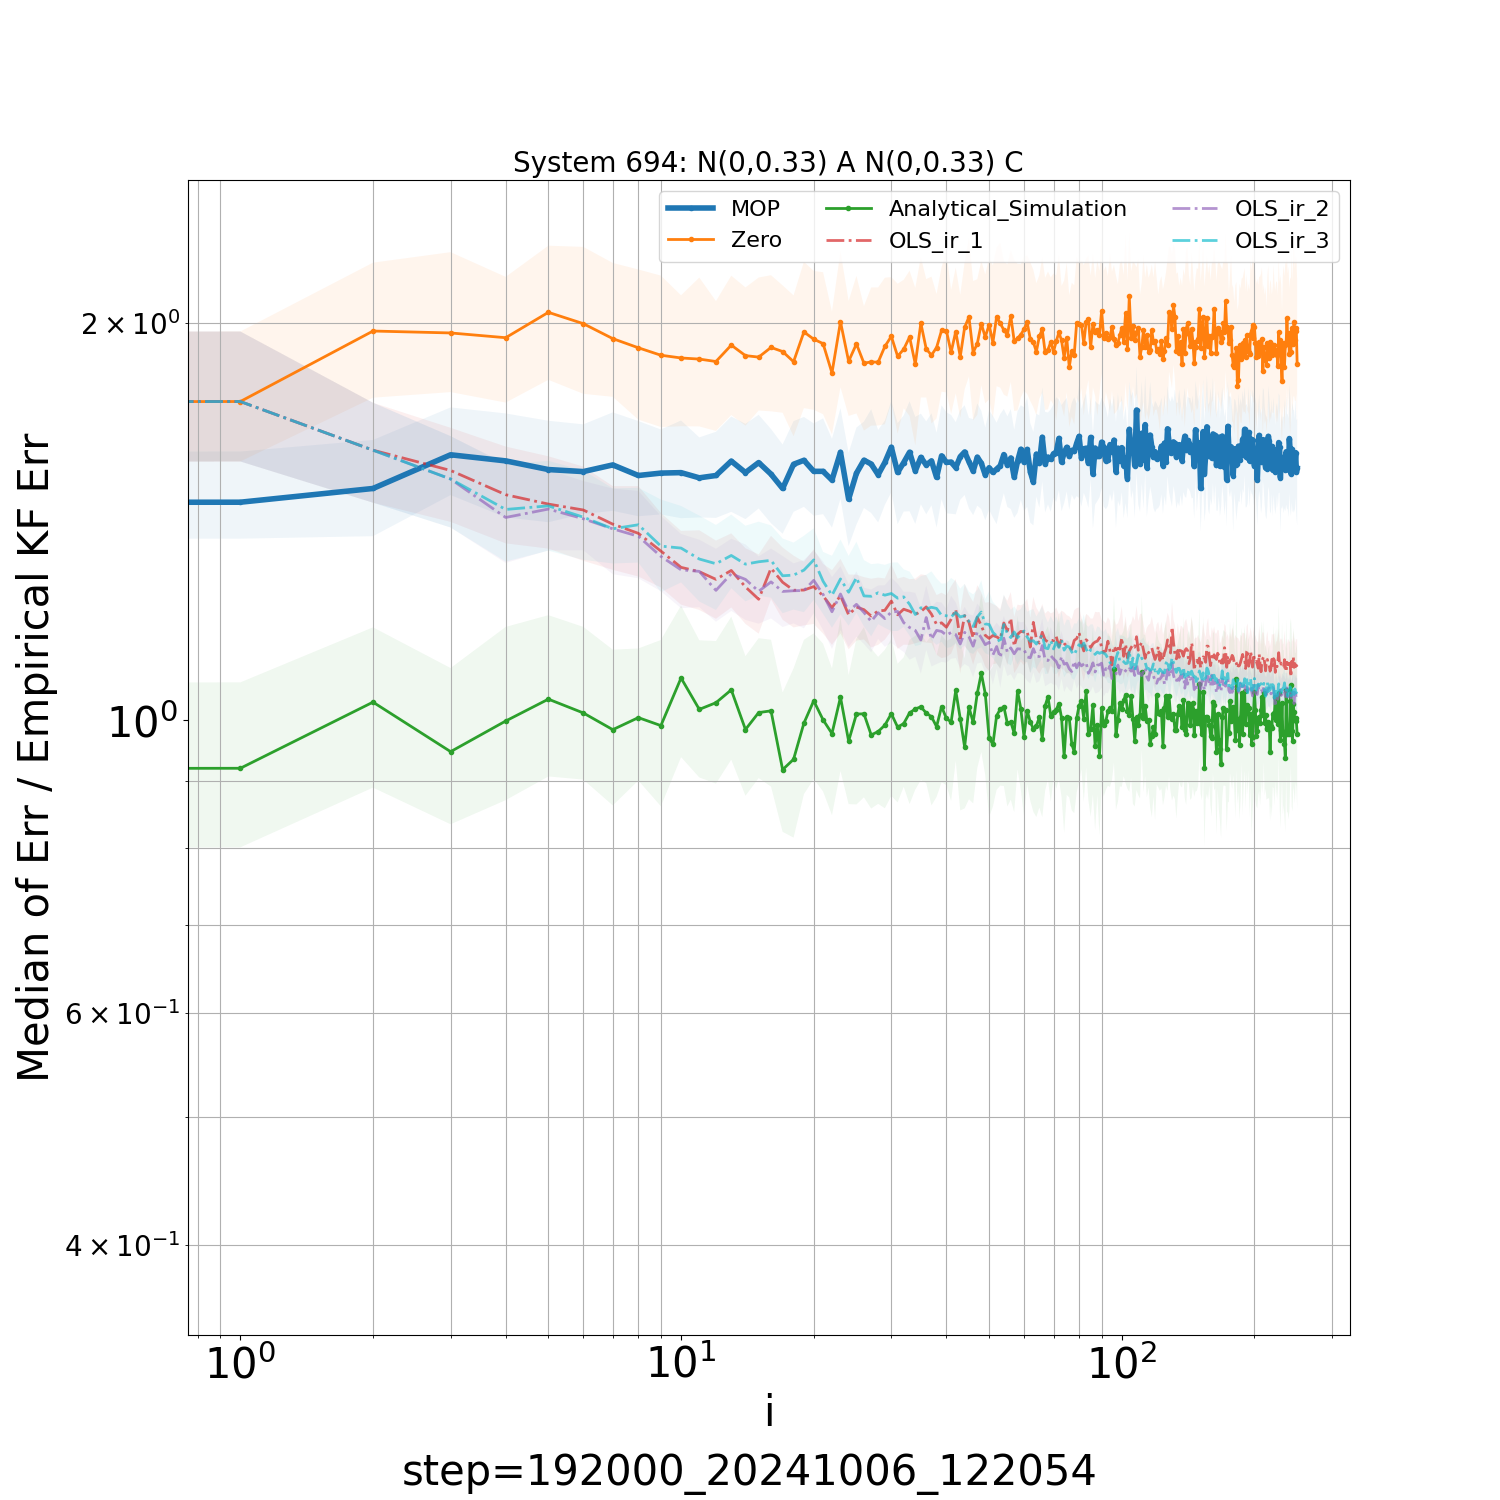 System 694: N(0,0.33) A N(0,0.33) C
MOP
Zero
Analytical_Simulation
OLS_ir_1
OLS_ir_2
OLS_ir_3
Median of Err / Empirical KF Err
2 × 10⁰
10⁰
6 × 10⁻¹
4 × 10⁻¹
10⁰
10¹
10²
i
step=192000_20241006_122054